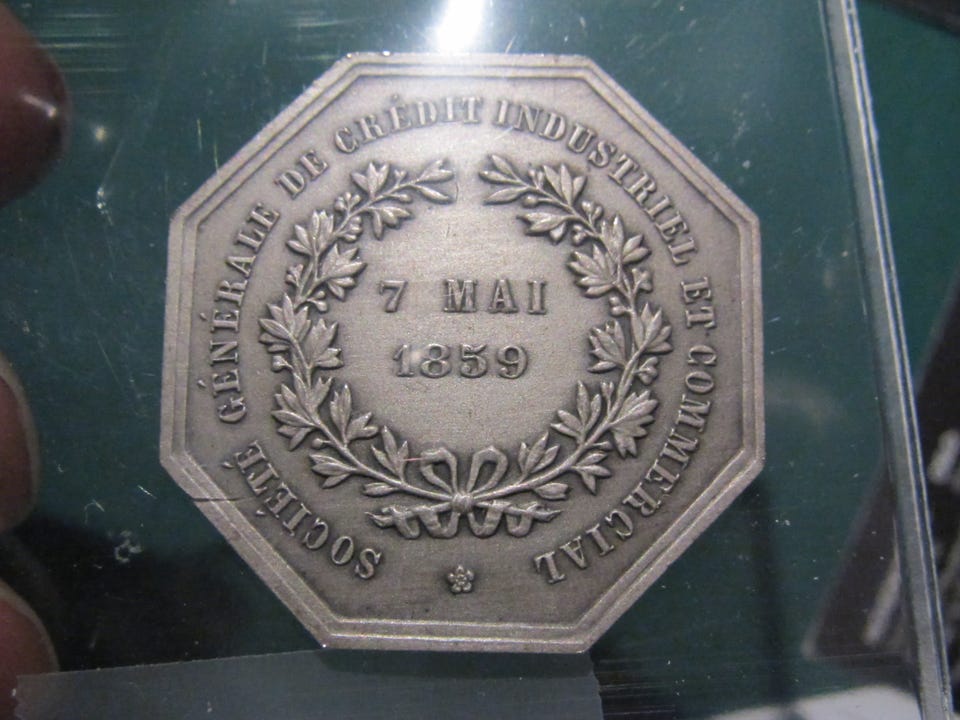 SOCIÉTÉ GÉNÉRALE DE CRÉDIT INDUSTRIEL ET COMMERCIAL
7 MAI
1859